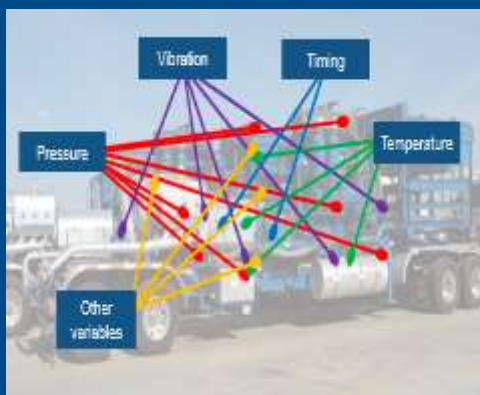 Vibration
Timing
Pressure
Temperature
Other
variables